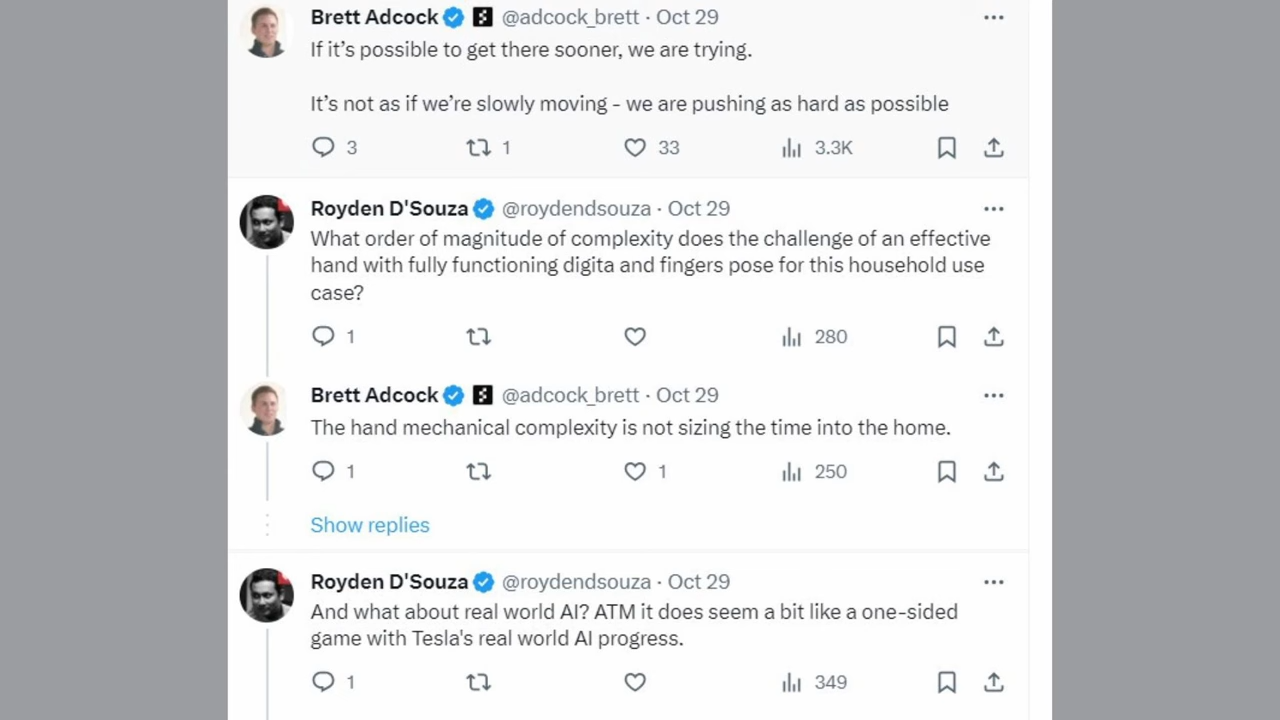 Brett Adcock @adcock_brett · Oct 29
If it’s possible to get there sooner, we are trying.
It’s not as if we’re slowly moving - we are pushing as hard as possible
3 1 33 3.3K
Royden D'Souza @roydendsouza · Oct 29
What order of magnitude of complexity does the challenge of an effective
hand with fully functioning digita and fingers pose for this household use
case?
1 280
Brett Adcock @adcock_brett · Oct 29
The hand mechanical complexity is not sizing the time into the home.
1 1 250
Show replies
Royden D'Souza @roydendsouza · Oct 29
And what about real world AI? ATM it does seem a bit like a one-sided
game with Tesla's real world AI progress.
1 349